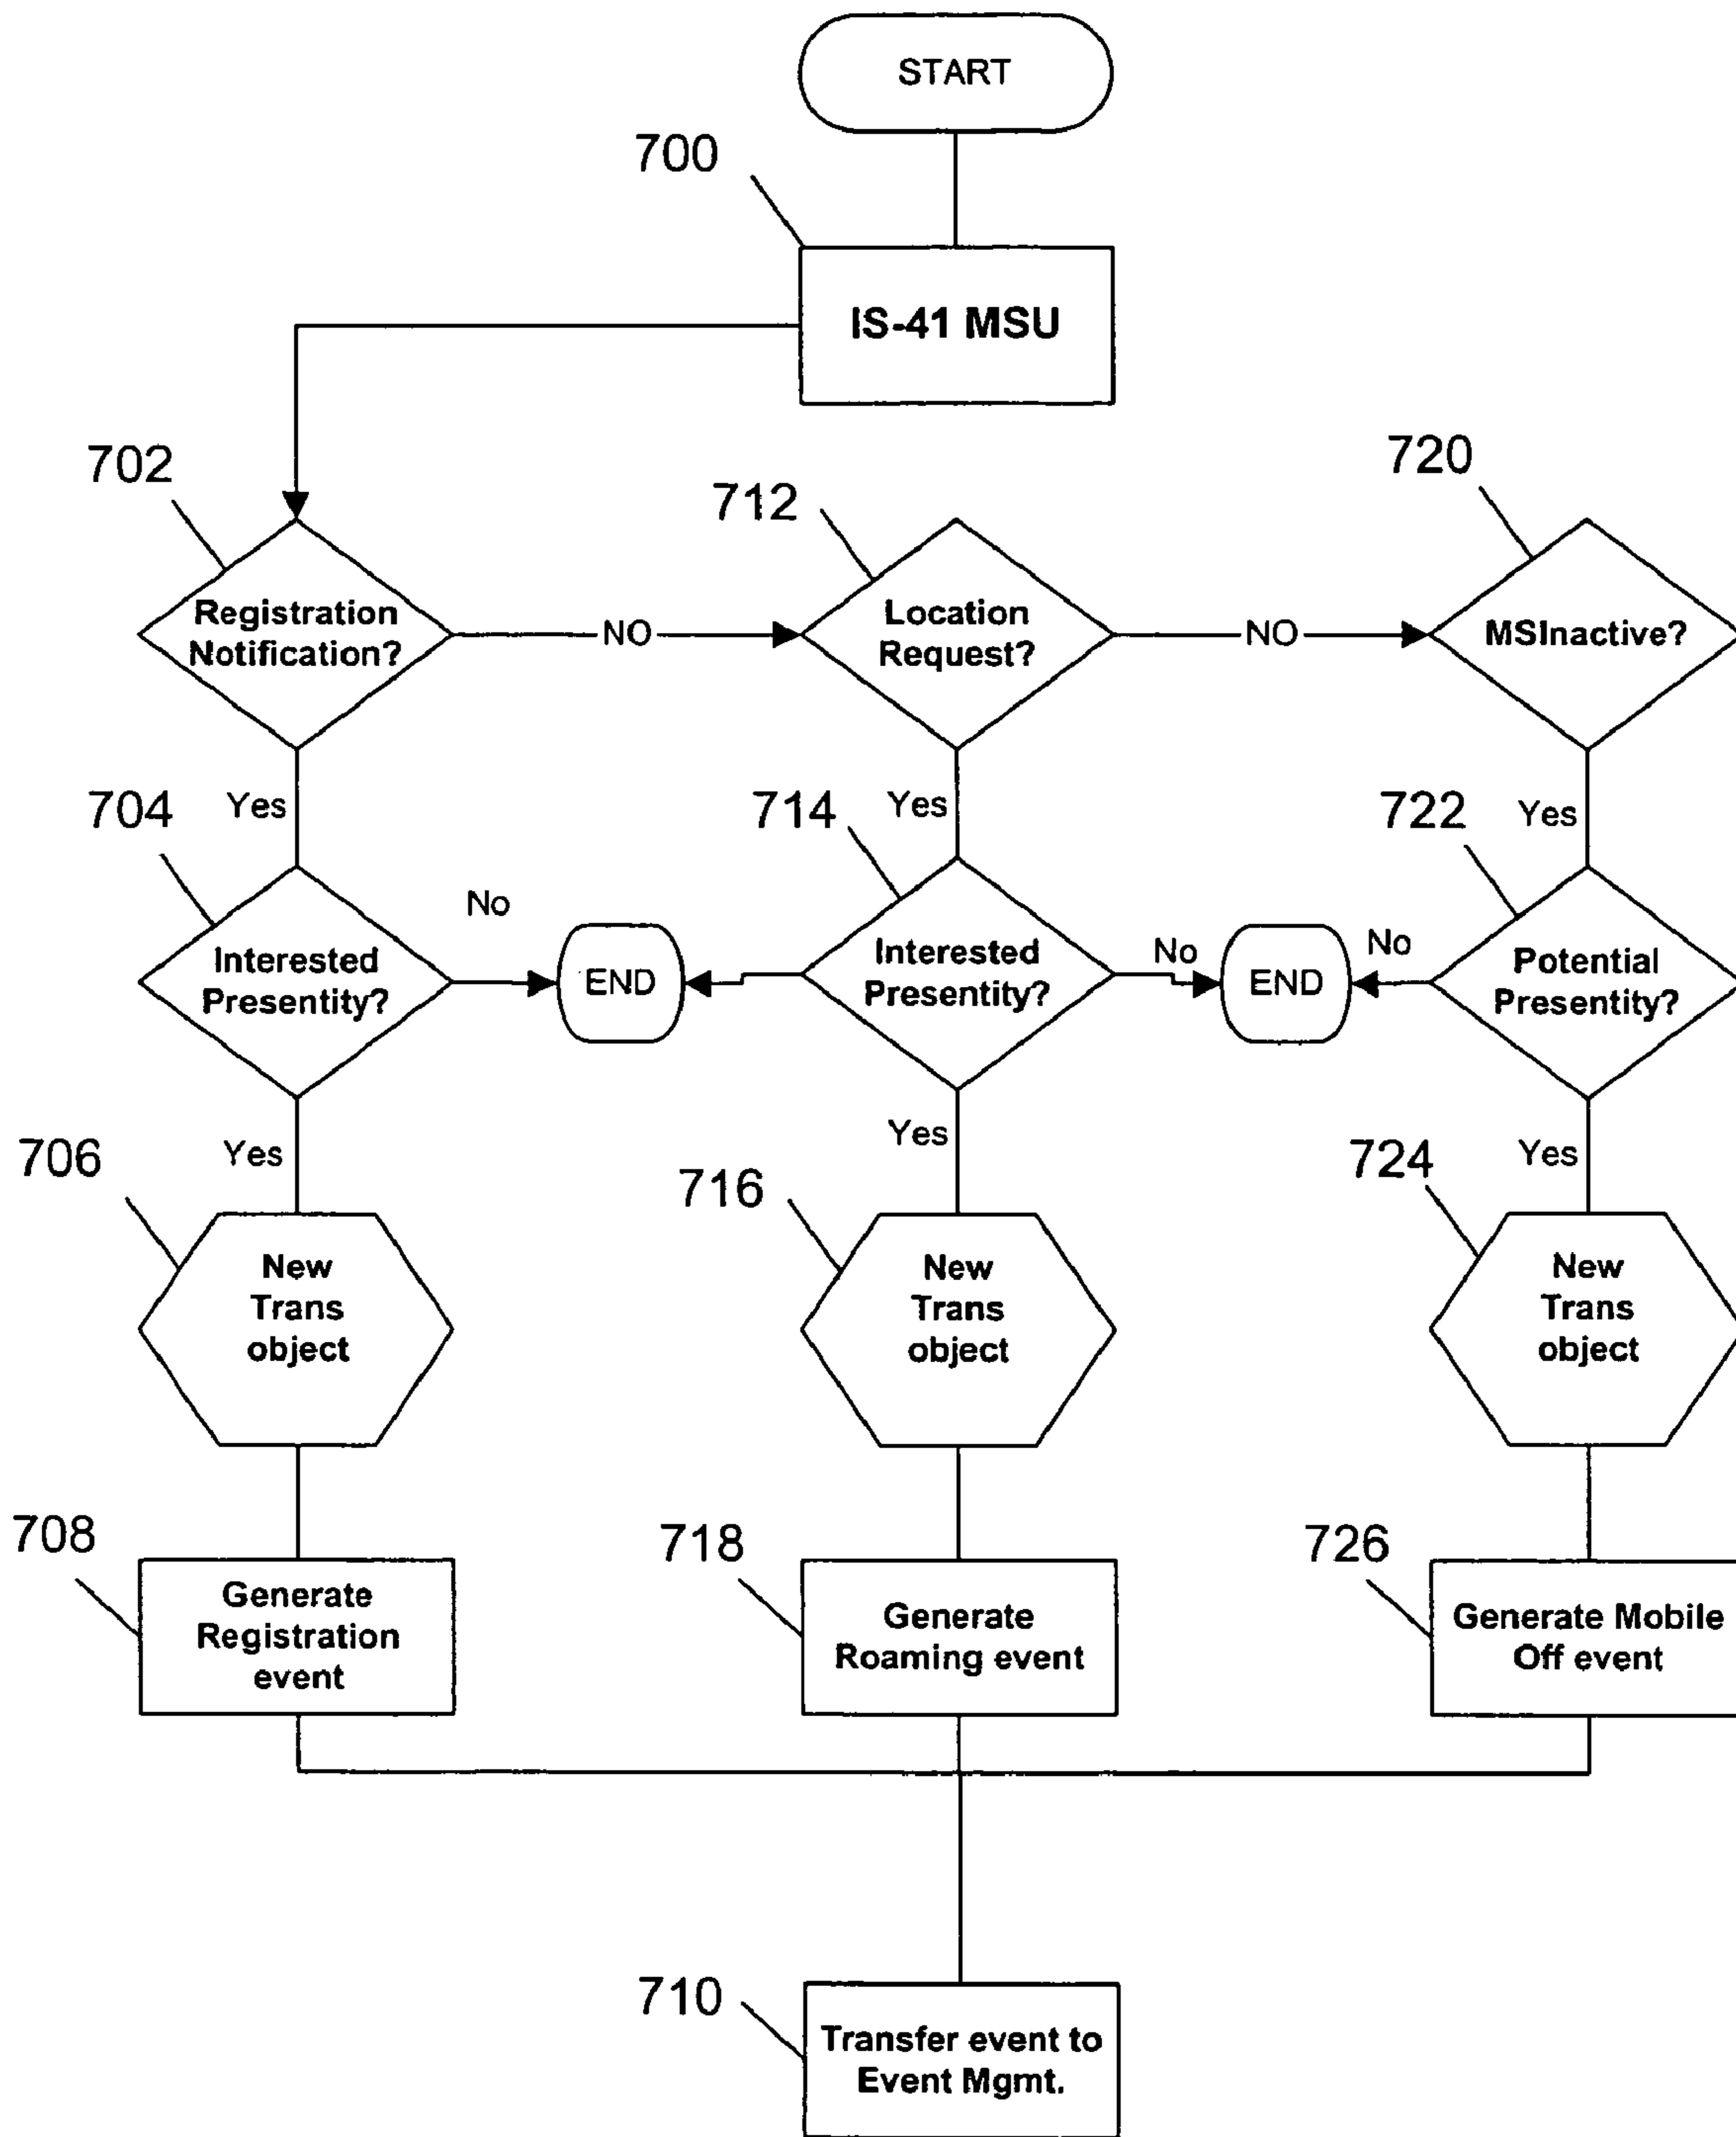 START
700
IS-41 MSU
702
712
720
Registration
Notification?
NO
Location
Request?
NO
MSInactive?
704
Yes
714
Yes
722
Yes
Interested
Presentity?
No
END
Interested
Presentity?
No
END
No
Potential
Presentity?
706
Yes
716
Yes
724
Yes
New
Trans
object
New
Trans
object
New
Trans
object
708
718
726
Generate
Registration
event
Generate
Roaming event
Generate Mobile
Off event
710
Transfer event to
Event Mgmt.